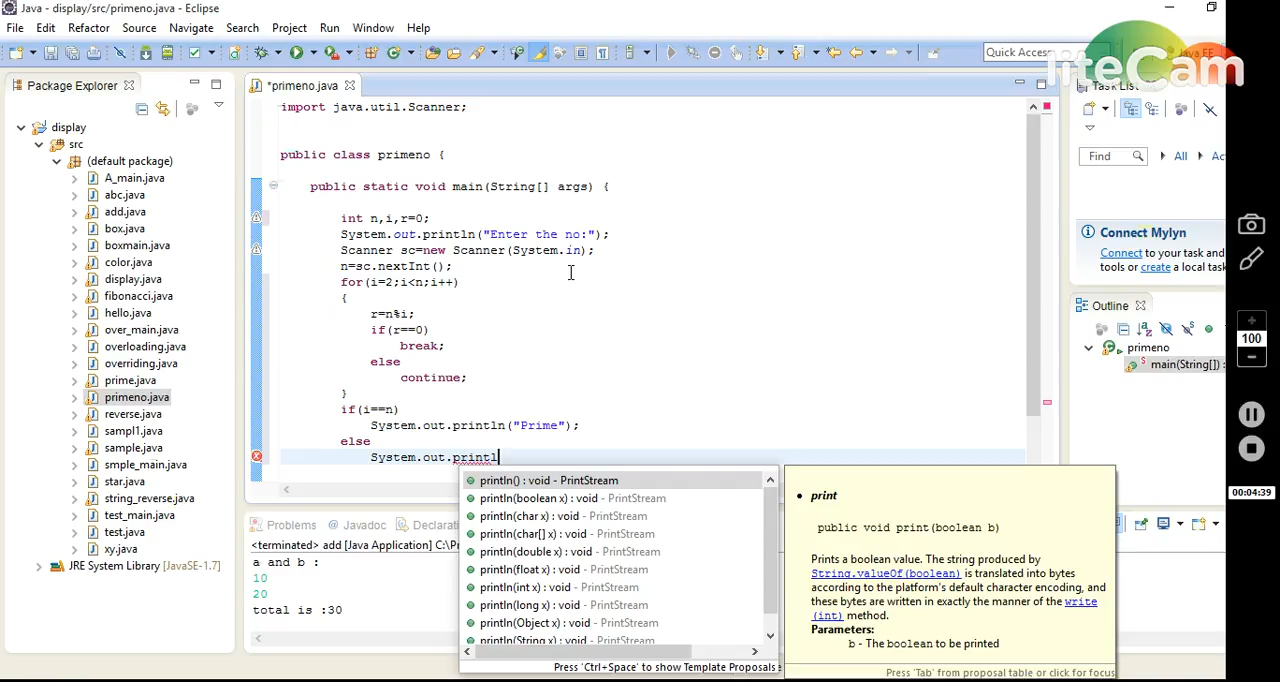 Java - display/src/primeno.java - Eclipse
File Edit Refactor Source Navigate Search Project Run Window Help
Quick Access
Java EE
liteCam
Package Explorer
*primeno.java
Task List
display
src
(default package)
A_main.java
abc.java
add.java
box.java
boxmain.java
color.java
display.java
fibonacci.java
hello.java
over_main.java
overloading.java
overriding.java
prime.java
primeno.java
reverse.java
sampl1.java
sample.java
smple_main.java
star.java
string_reverse.java
test_main.java
test.java
xy.java
JRE System Library [JavaSE-1.7]
import java.util.Scanner;
public class primeno {
public static void main(String[] args) {
int n,i,r=0;
System.out.println("Enter the no:");
Scanner sc=new Scanner(System.in);
n=sc.nextInt();
for(i=2;i<n;i++)
{
r=n%i;
if(r==0)
break;
else
continue;
}
if(i==n)
System.out.println("Prime");
else
System.out.printl
println() : void - PrintStream
println(boolean x) : void - PrintStream
println(char x) : void - PrintStream
println(char[] x) : void - PrintStream
println(double x) : void - PrintStream
println(float x) : void - PrintStream
println(int x) : void - PrintStream
println(long x) : void - PrintStream
println(Object x) : void - PrintStream
println(String x) : void - PrintStream
Press 'Ctrl+Space' to show Template Proposals
print
public void print(boolean b)
Prints a boolean value. The string produced by
String.valueOf(boolean) is translated into bytes
according to the platform's default character encoding, and
these bytes are written in exactly the manner of the write
(int) method.
Parameters:
b - The boolean to be printed
Press 'Tab' from proposal table or click for focus
Problems @ Javadoc Declarati
<terminated> add [Java Application] C:\Pr
a and b :
10
20
total is :30
Find All Ac
Connect Mylyn
Connect to your task and
tools or create a local task
Outline
primeno
main(String[]) :
100
00:04:39